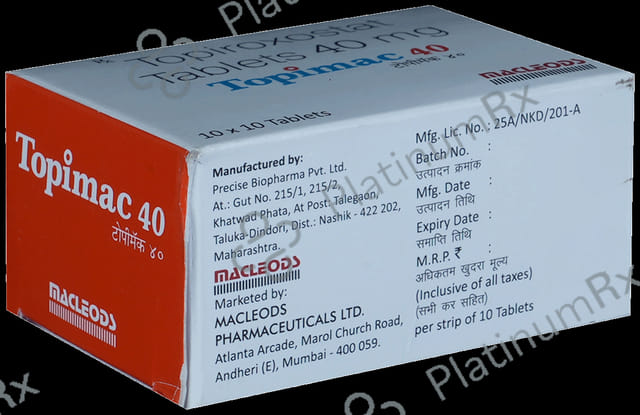 Rx
Topiroxostat
Tablets 40 mg
Topimac 40
टोपीमॅक ४०
10 x 10 Tablets
MACLEODS
Topimac 40
टोपीमॅक ४०
MACLEODS
Manufactured by:
Precise Biopharma Pvt. Ltd.
At.: Gut No. 215/1, 215/2,
Khatwad Phata, At Post. Talegaon,
Taluka-Dindori, Dist.: Nashik - 422 202,
Maharashtra.
MACLEODS
Marketed by:
MACLEODS
PHARMACEUTICALS LTD.
Atlanta Arcade, Marol Church Road,
Andheri (E), Mumbai - 400 059.
Mfg. Lic. No. : 25A/NKD/201-A
Batch No. :
उत्पादन क्रमांक
Mfg. Date :
उत्पादन तिथि
Expiry Date :
समाप्ति तिथि
M.R.P. ₹ :
अधिकतम खुदरा मूल्य
(Inclusive of all taxes)
(सभी कर सहित)
per strip of 10 Tablets
PlatinumRx
PlatinumRx